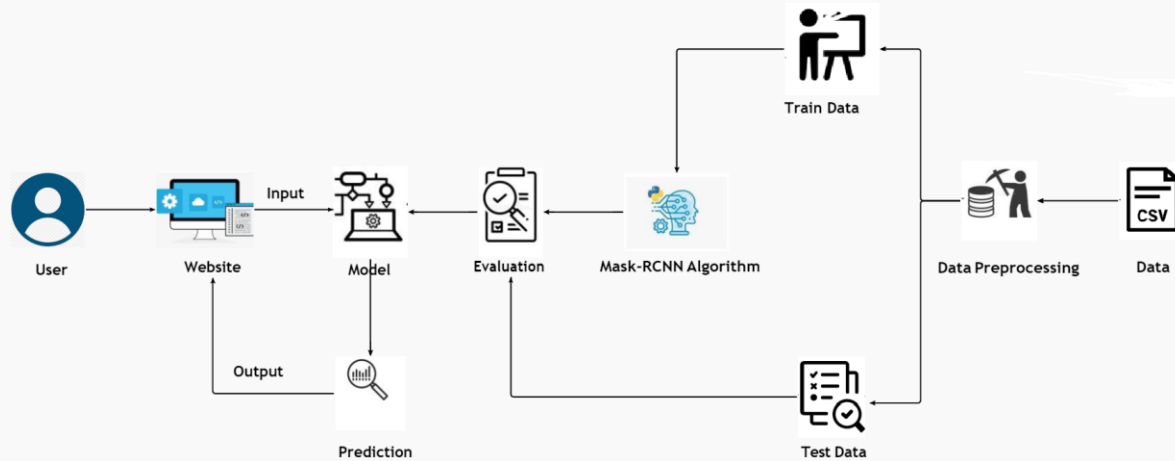 Train Data
Input
CSV
User
Website
Model
Evaluation
Mask-RCNN Algorithm
Data Preprocessing
Data
Output
Prediction
Test Data